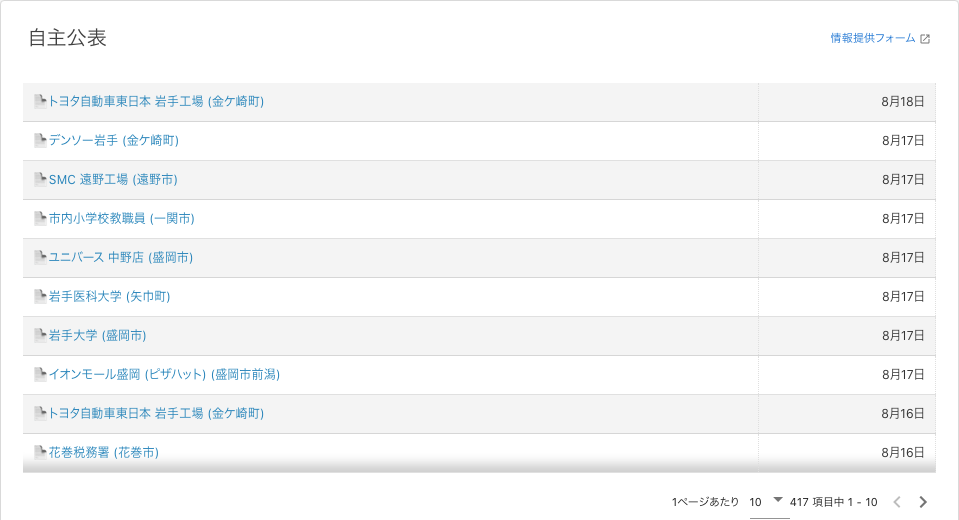 自主公表
情報提供フォーム
トヨタ自動車東日本 岩手工場 (金ケ崎町) 8月18日
デンソー岩手 (金ケ崎町) 8月17日
SMC 遠野工場 (遠野市) 8月17日
市内小学校教職員 (一関市) 8月17日
ユニバース 中野店 (盛岡市) 8月17日
岩手医科大学 (矢巾町) 8月17日
岩手大学 (盛岡市) 8月17日
イオンモール盛岡 (ピザハット) (盛岡市前潟) 8月17日
トヨタ自動車東日本 岩手工場 (金ケ崎町) 8月16日
花巻税務署 (花巻市) 8月16日
1ページあたり 10 417 項目中 1 - 10